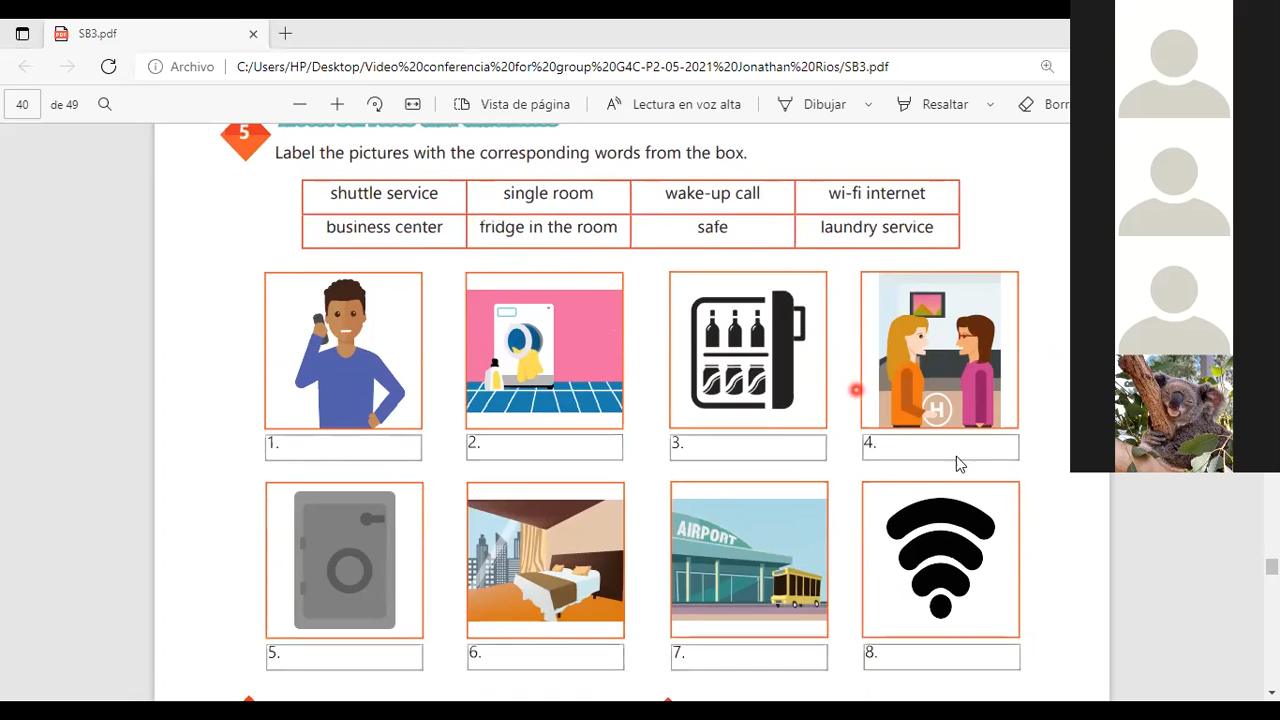 SB3.pdf
Archivo
C:/Users/HP/Desktop/Video%20conferencia%20for%20group%20G4C-P2-05-2021%20Jonathan%20Rios/SB3.pdf
40 de 49
Vista de página
Lectura en voz alta
Dibujar
Resaltar
Borr
5
Label the pictures with the corresponding words from the box.
shuttle service single room wake-up call wi-fi internet
business center fridge in the room safe laundry service
H
1. 2. 3. 4.
AIRPORT
5. 6. 7. 8.